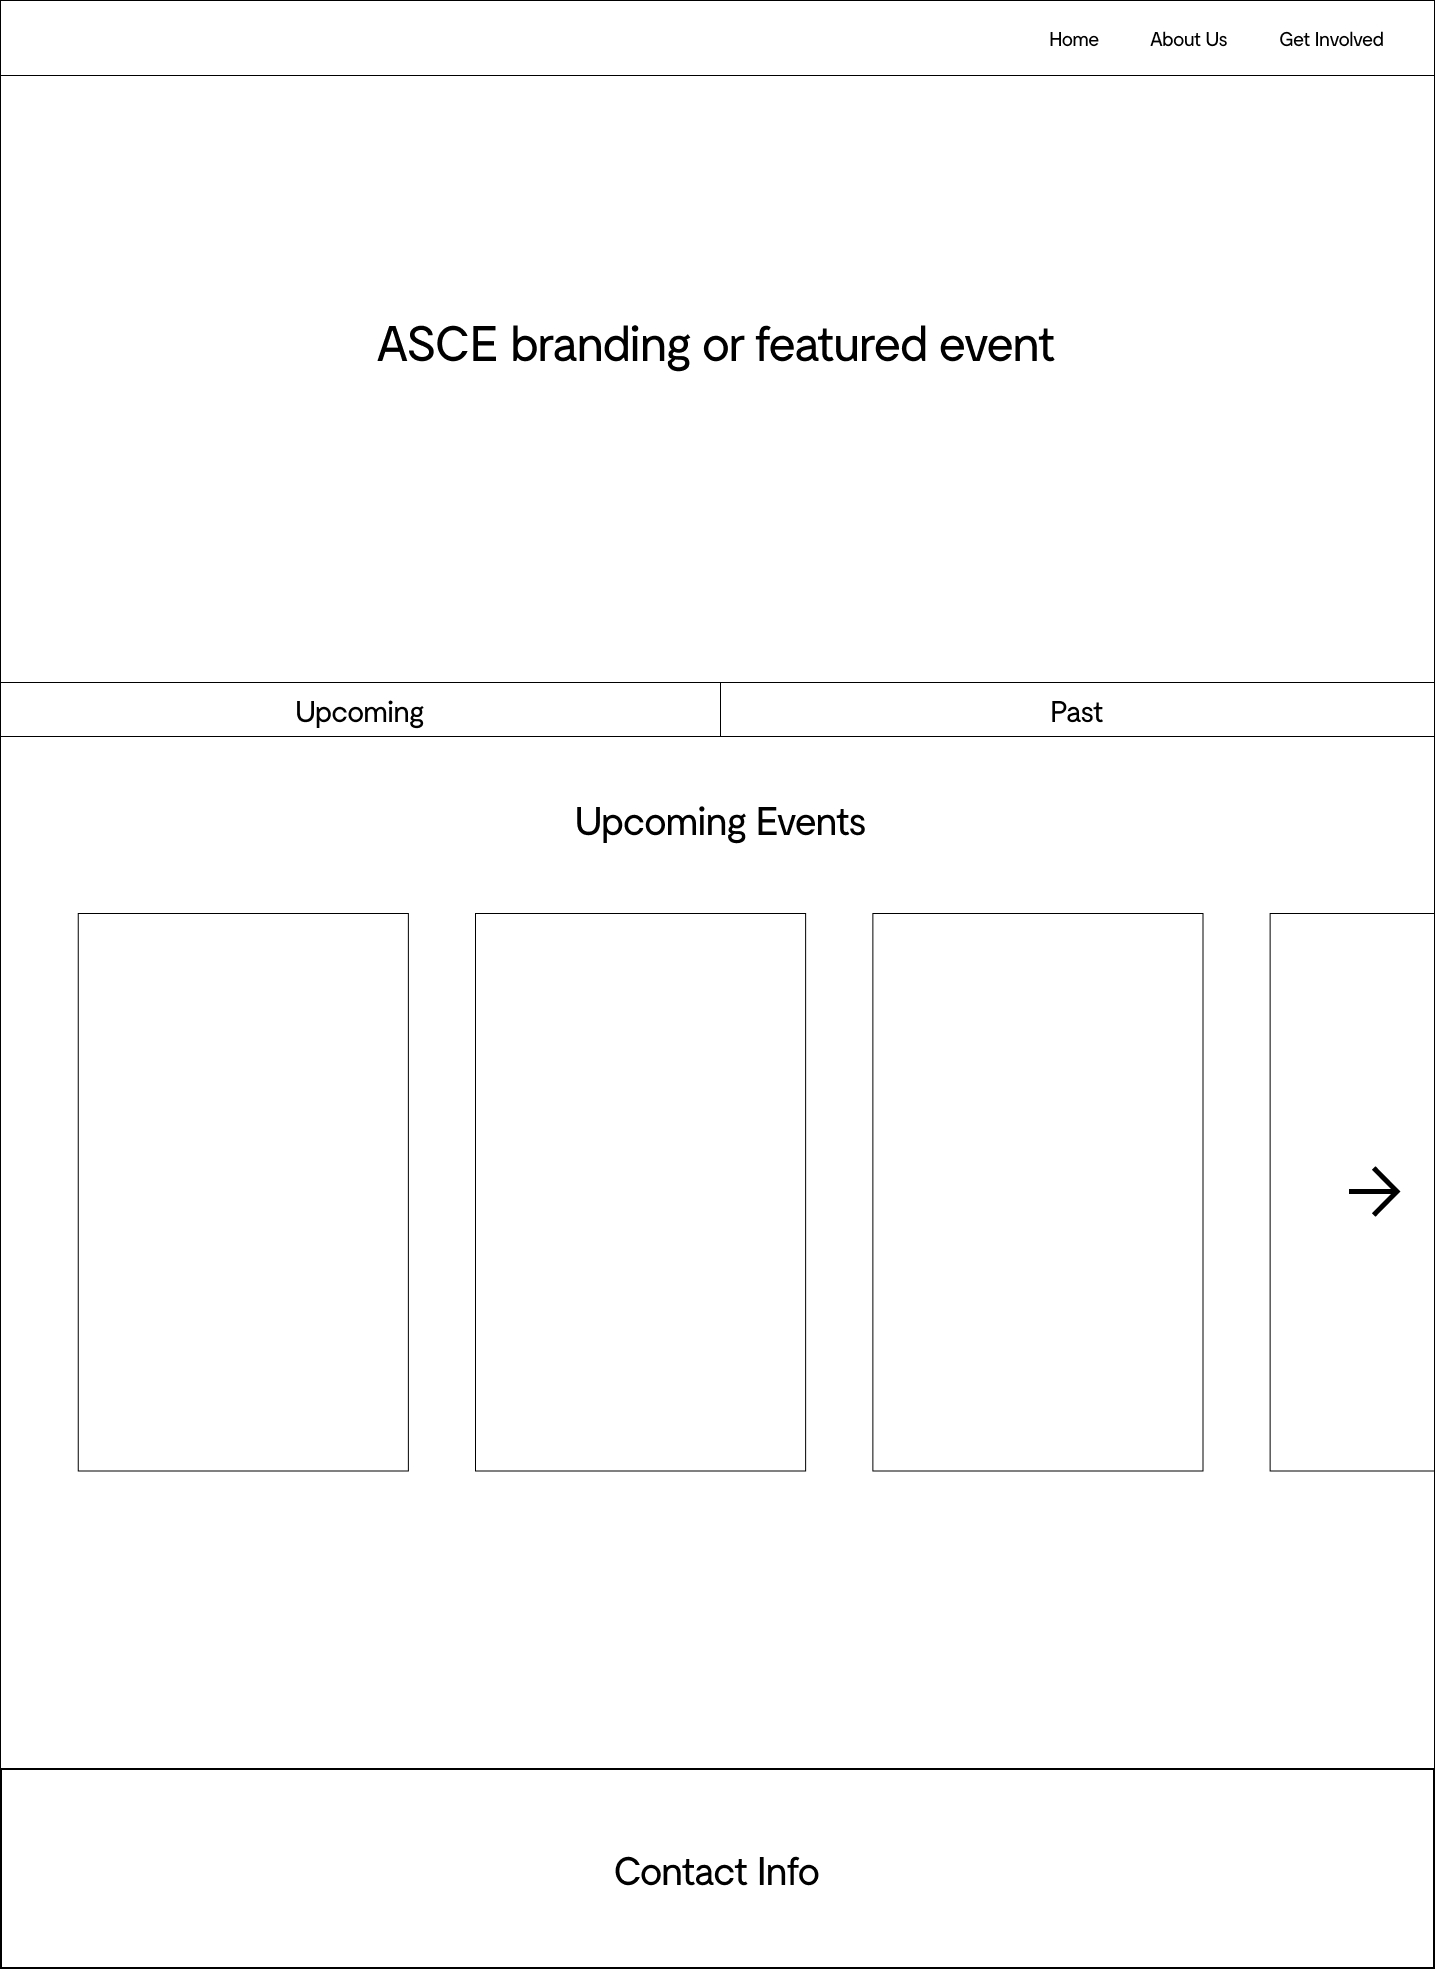 Home About Us Get Involved
ASCE branding or featured event
Upcoming Past
Upcoming Events
Contact Info